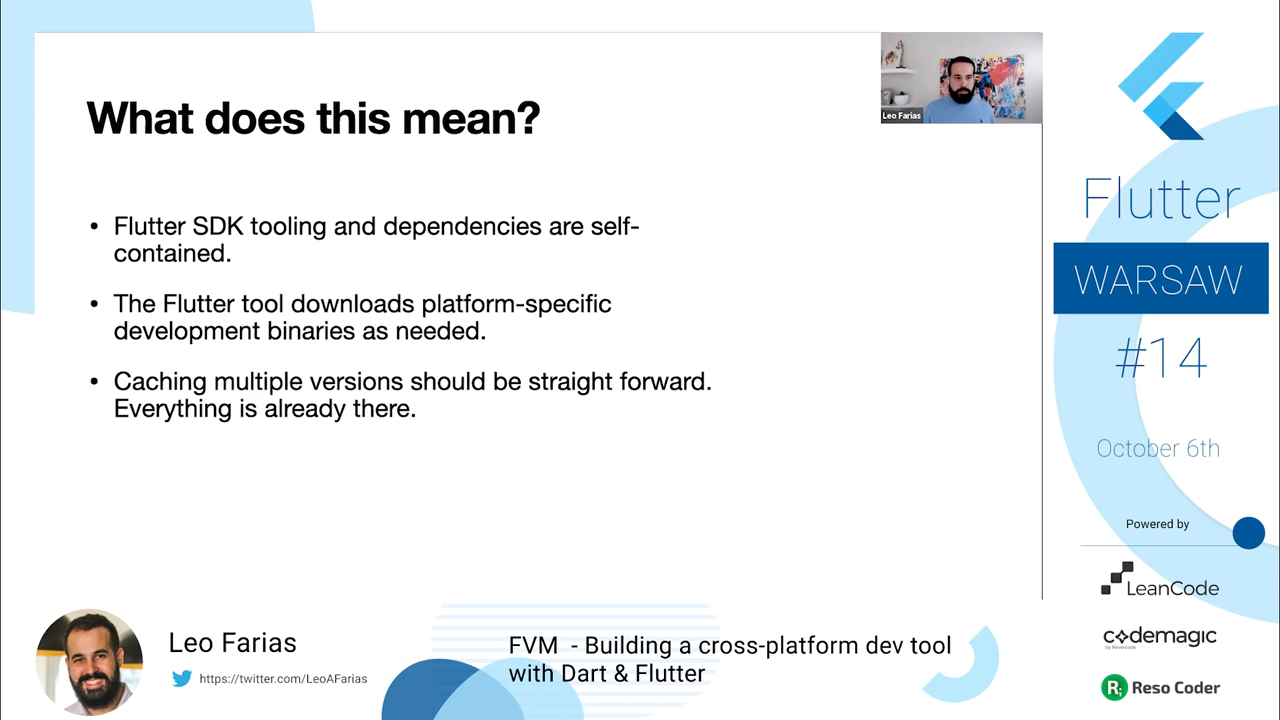 What does this mean?
• Flutter SDK tooling and dependencies are self-
contained.
• The Flutter tool downloads platform-specific
development binaries as needed.
• Caching multiple versions should be straight forward.
Everything is already there.
Leo Farias
Flutter
WARSAW
#14
October 6th
Powered by
LeanCode
codemagic
by Nevercode
R; Reso Coder
Leo Farias
https://twitter.com/LeoAFarias
FVM - Building a cross-platform dev tool
with Dart & Flutter